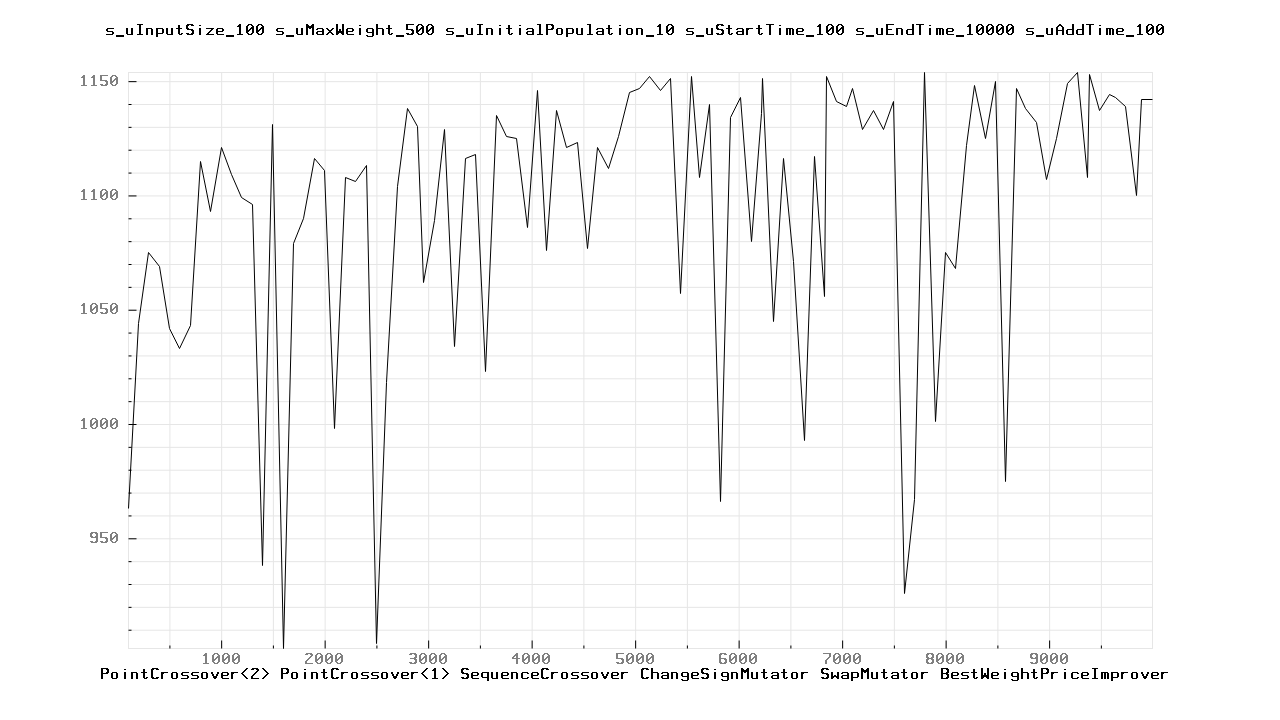 s_uInputSize_100 s_uMaxWeight_500 s_uInitialPopulation_10 s_uStartTime_100 s_uEndTime_10000 s_uAddTime_100
1150
1100
1050
1000
950
1000 2000 3000 4000 5000 6000 7000 8000 9000
PointCrossover<2> PointCrossover<1> SequenceCrossover ChangeSignMutator SwapMutator BestWeightPriceImprover